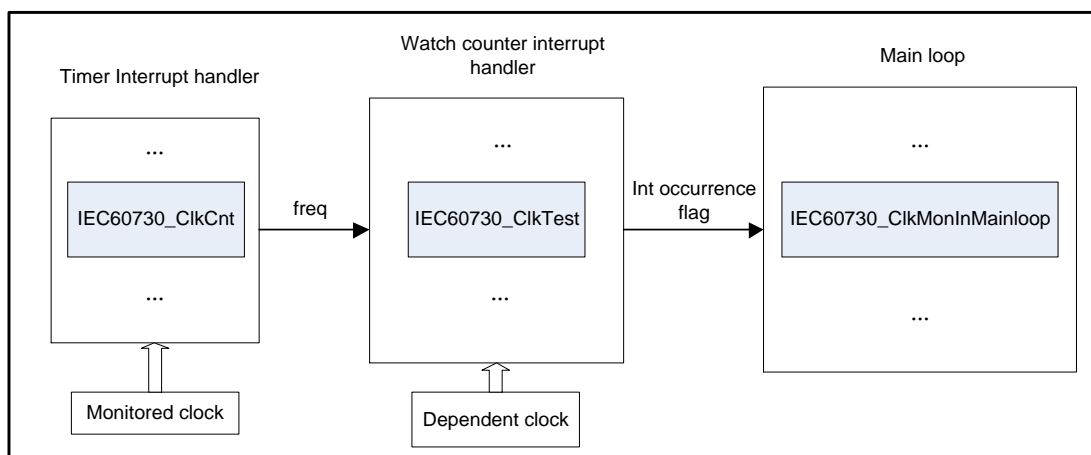 Timer Interrupt handler
...
IEC60730_ClkCnt
...
Monitored clock
freq
Watch counter interrupt
handler
...
IEC60730_ClkTest
...
Dependent clock
Int occurrence
flag
Main loop
...
IEC60730_ClkMonInMainloop
...